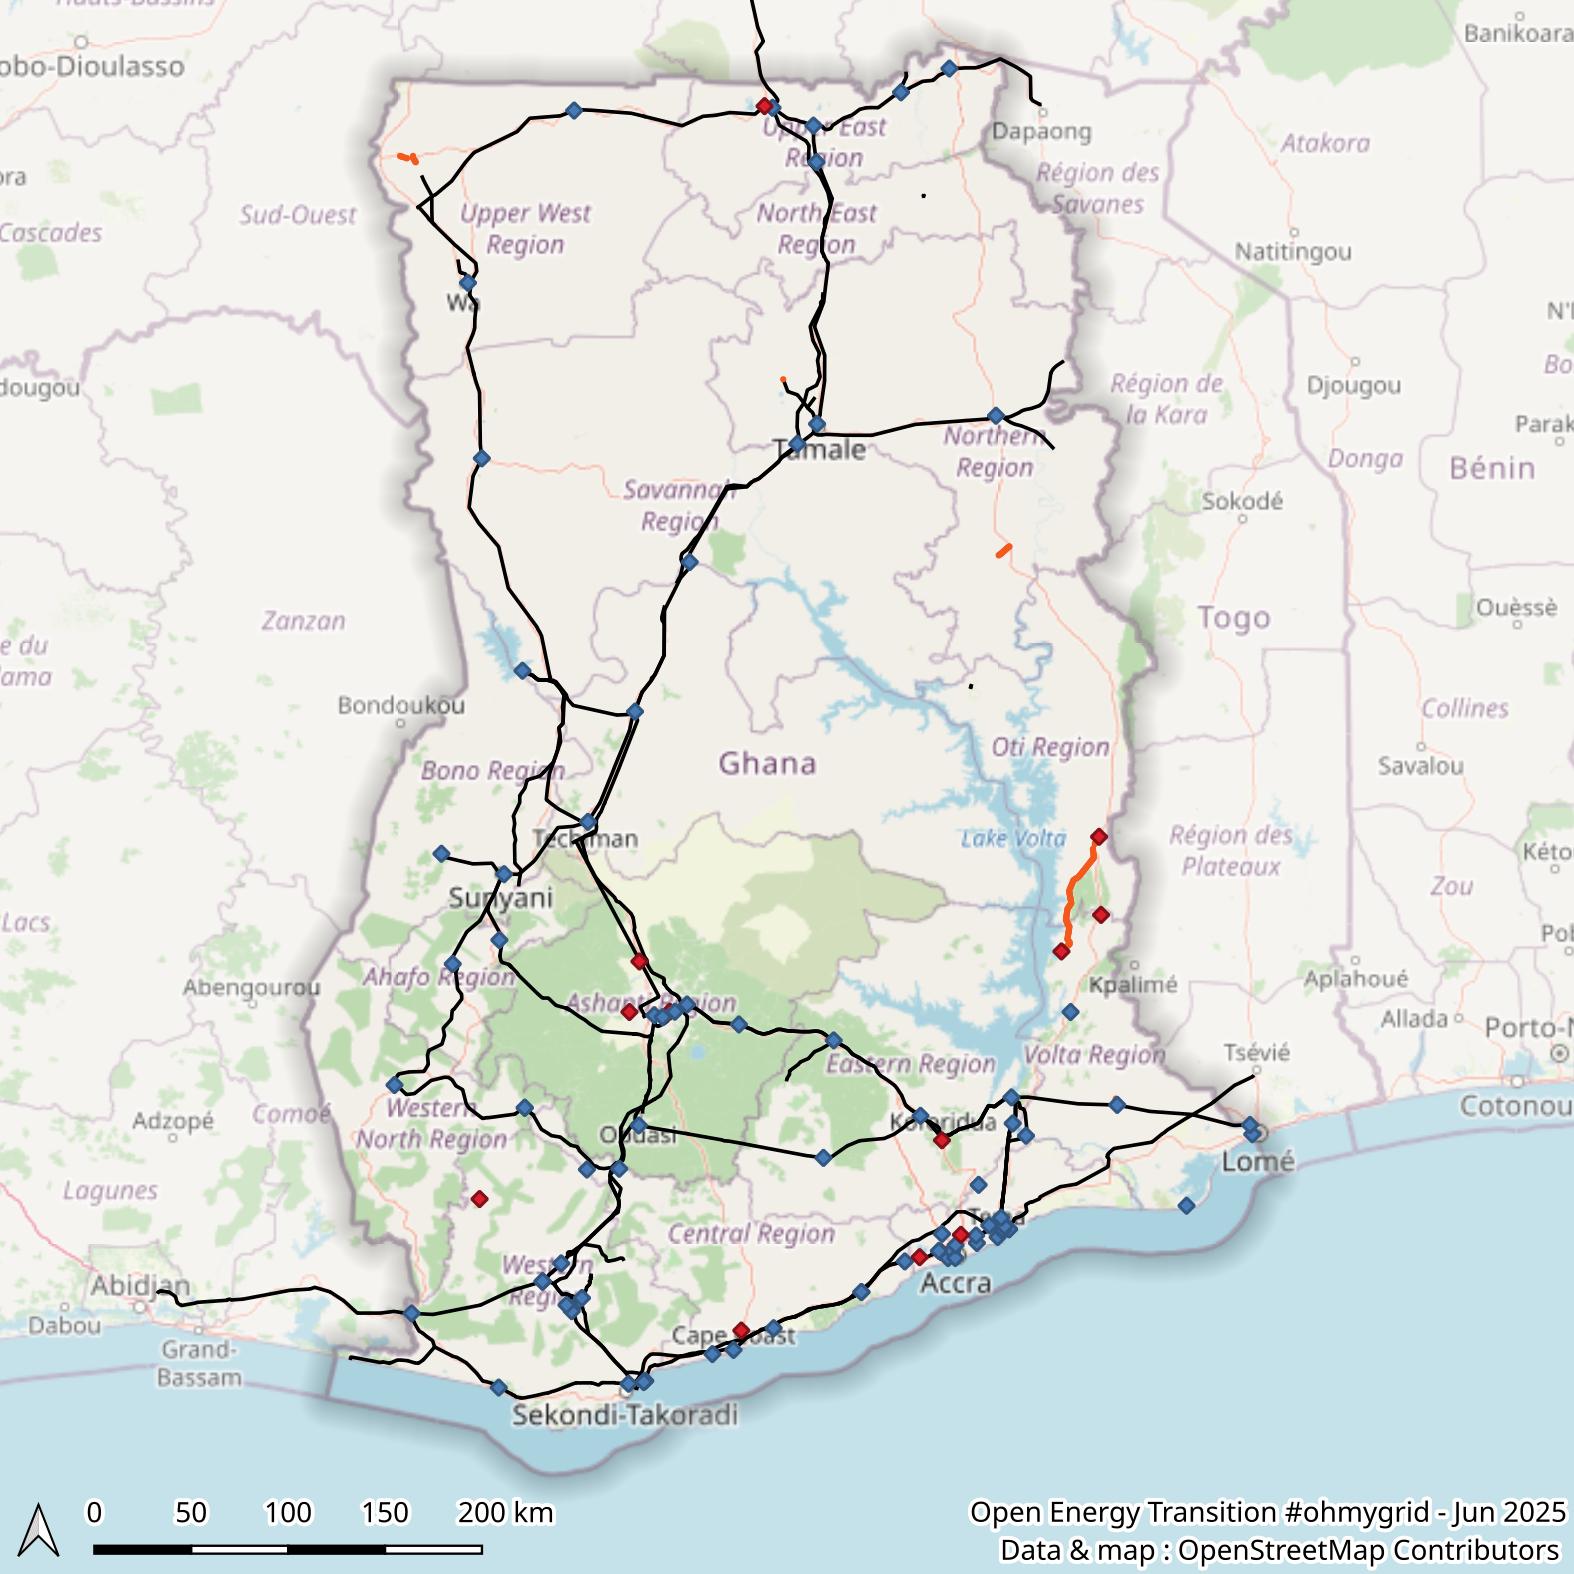 Hauts-Bassins
Banikoara
obo-Dioulasso
Dapaong
Upper East
Region
Atakora
ora
Région des
Savanes
Sud-Ouest
Upper West
Region
North East
Region
Cascades
Natitingou
Wa
N'D
Bo
dougou
Région de
la Kara
Djougou
Parak
Tamale
Northern
Region
Donga
Bénin
Savannah
Region
Sokodé
Zanzan
Togo
Ouèssè
e du
ama
Bondoukou
Collines
Oti Region
Ghana
Bono Region
Savalou
Techiman
Lake Volta
Région des
Plateaux
Kéto
Zou
Sunyani
Lacs
Pob
Ahafo Region
Abengourou
Kpalimé
Aplahoué
Ashanti Region
Allada
Porto-N
Eastern Region
Volta Region
Tsévié
Adzopé
Comoé
Western
North Region
Koforidua
Cotonou
Obuasi
Lomé
Lagunes
Tema
Central Region
Western
Region
Abidjan
Accra
Dabou
Grand-
Bassam
Cape Coast
Sekondi-Takoradi
0 50 100 150 200 km
Open Energy Transition #ohmygrid - Jun 2025
Data & map : OpenStreetMap Contributors